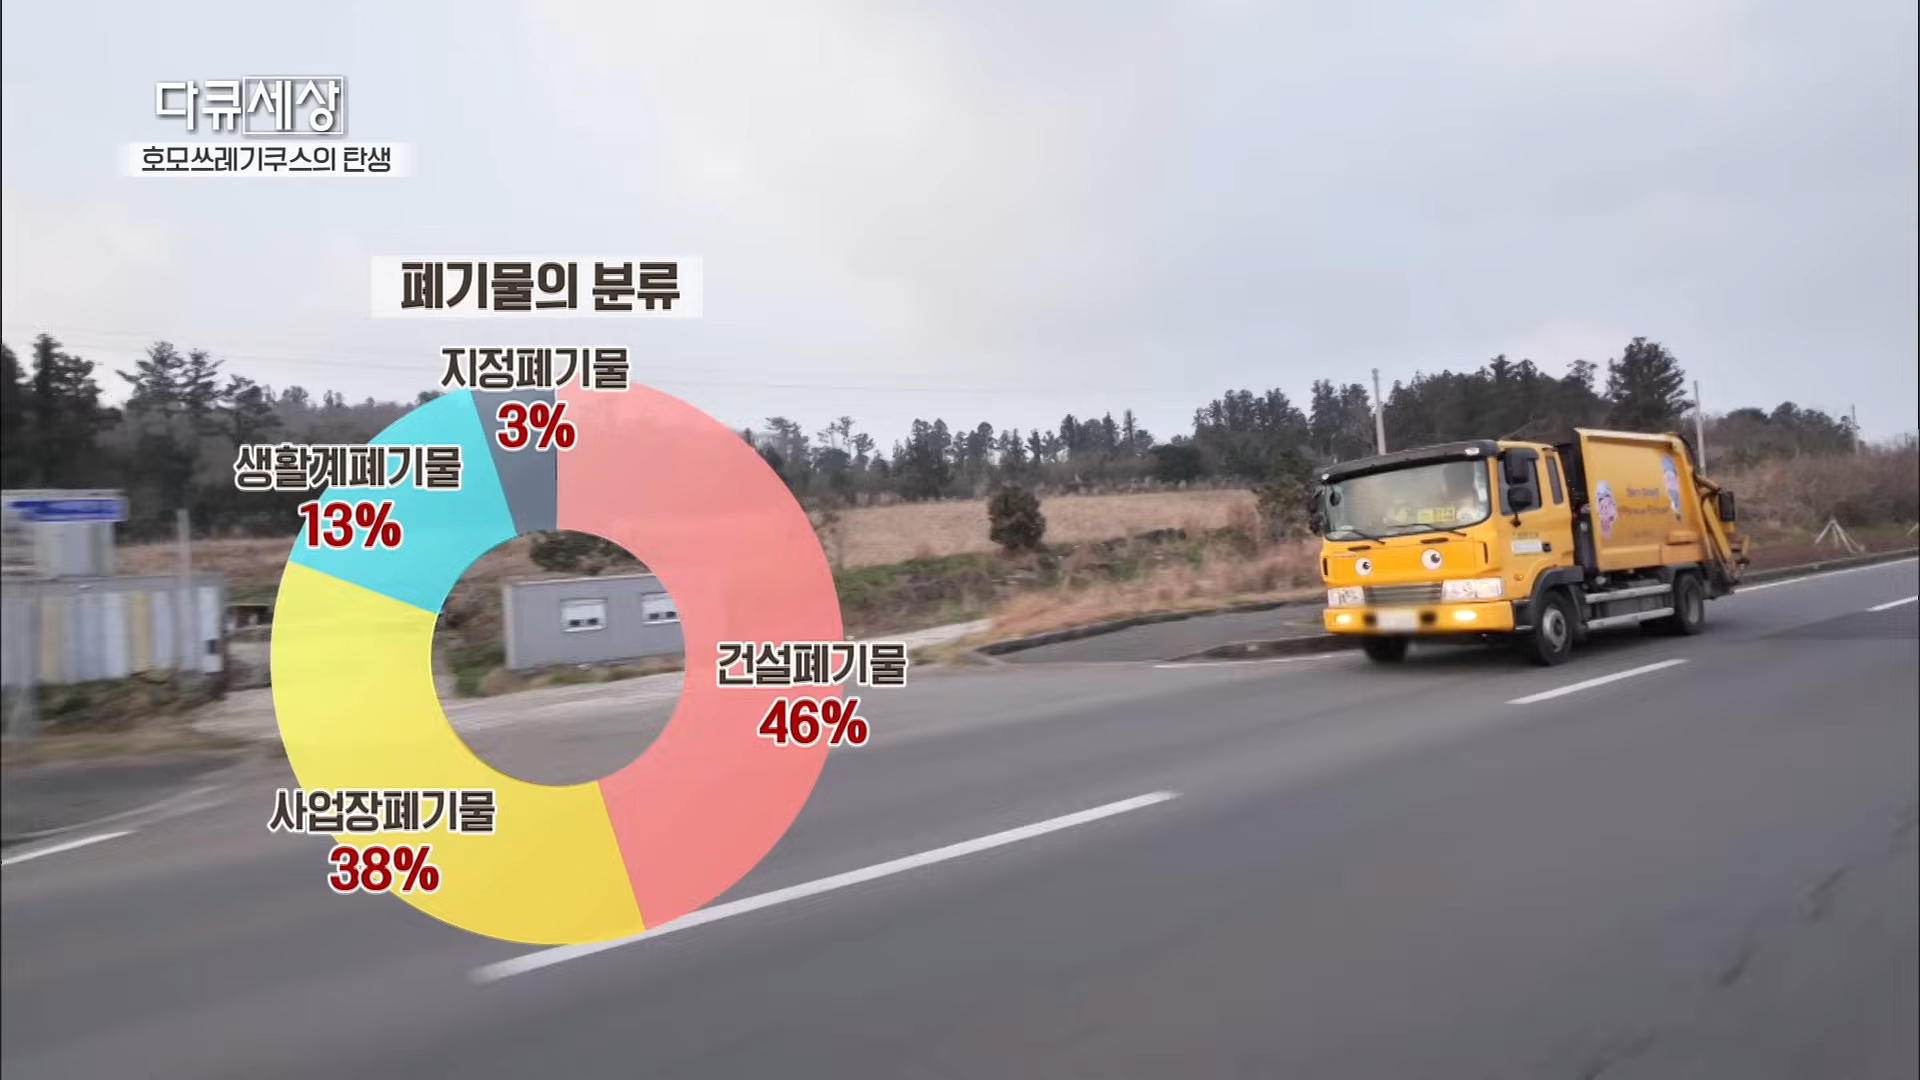 다큐세상
호모쓰레기쿠스의 탄생
폐기물의 분류
지정폐기물
3%
생활계폐기물
13%
건설폐기물
46%
사업장폐기물
38%